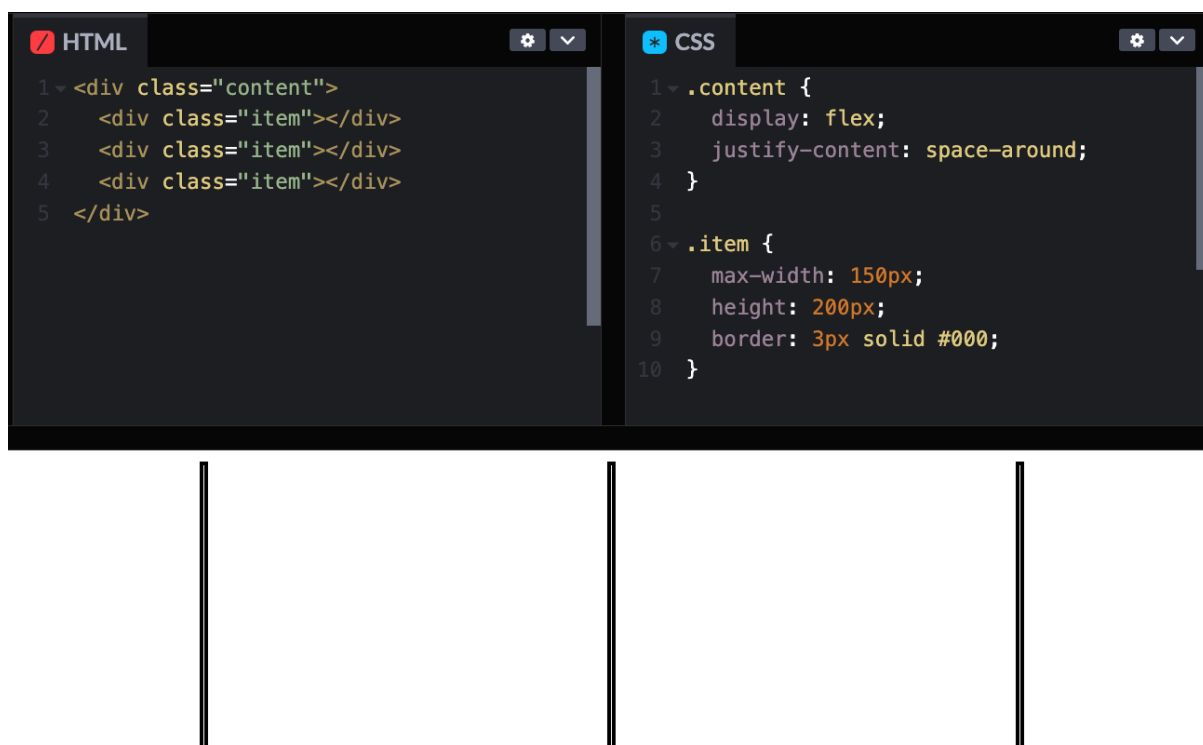 HTML
1 <div class="content">
2   <div class="item"></div>
3   <div class="item"></div>
4   <div class="item"></div>
5 </div>
CSS
1 .content {
2   display: flex;
3   justify-content: space-around;
4 }
5
6 .item {
7   max-width: 150px;
8   height: 200px;
9   border: 3px solid #000;
10 }